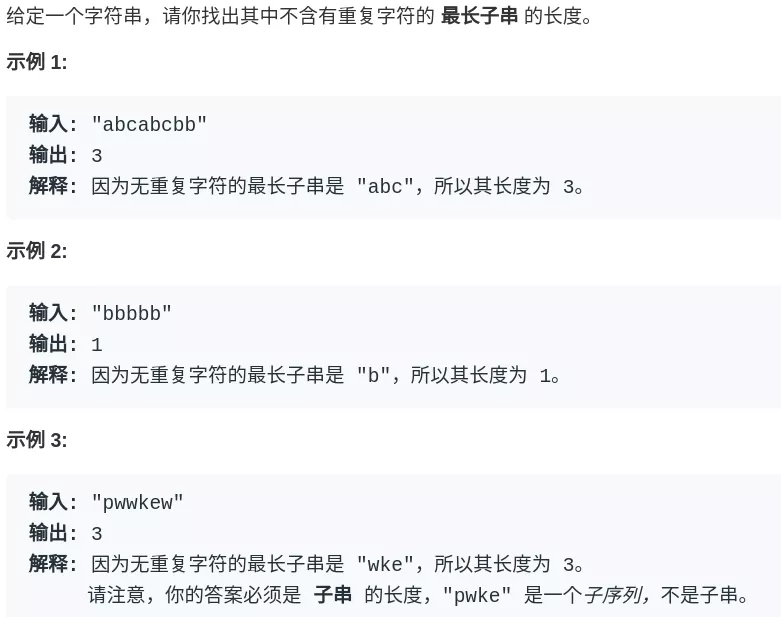 给定一个字符串，请你找出其中不含有重复字符的 最长子串 的长度。
示例 1:
输入: "abcabcbb"
输出: 3
解释: 因为无重复字符的最长子串是 "abc"，所以其长度为 3。
示例 2:
输入: "bbbbb"
输出: 1
解释: 因为无重复字符的最长子串是 "b"，所以其长度为 1。
示例 3:
输入: "pwwkew"
输出: 3
解释: 因为无重复字符的最长子串是 "wke"，所以其长度为 3。
请注意，你的答案必须是 子串 的长度，"pwke" 是一个子序列，不是子串。